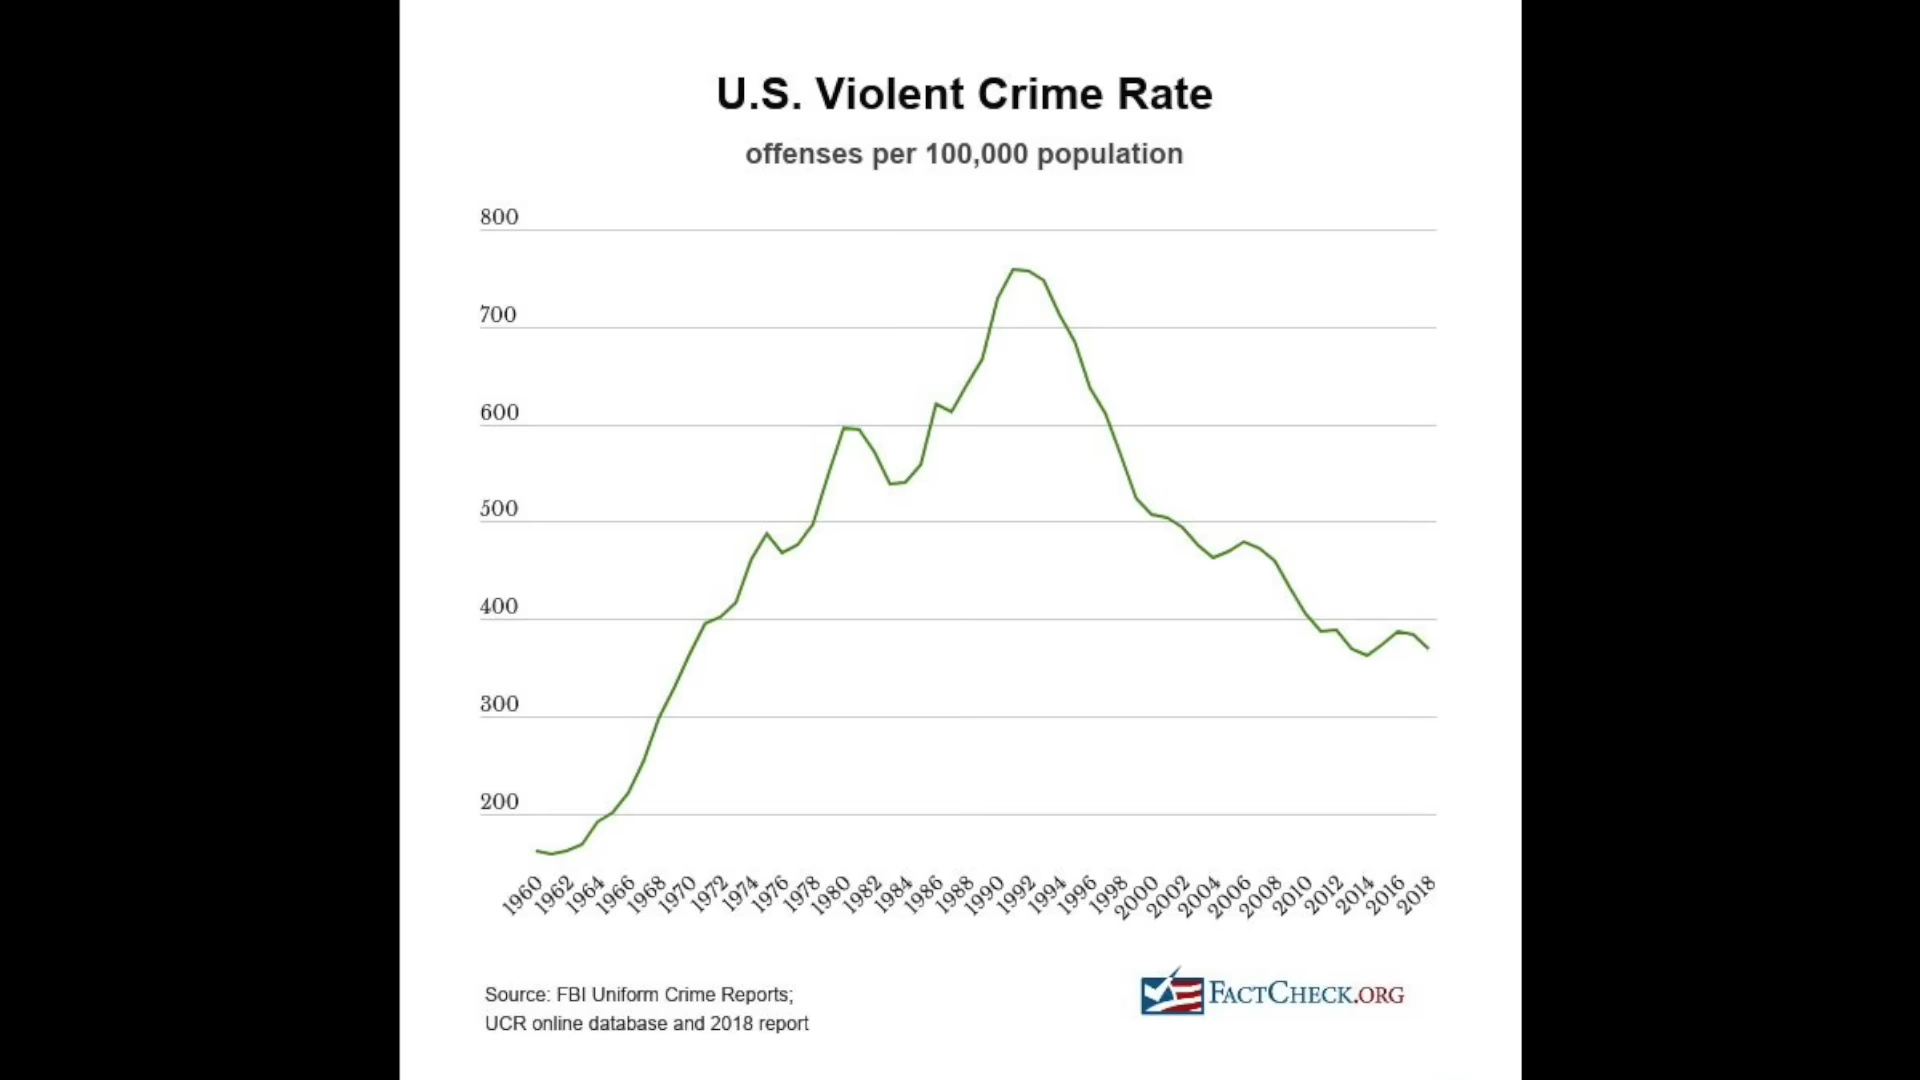 U.S. Violent Crime Rate
offenses per 100,000 population
800
700
600
500
400
300
200
1960 1962 1964 1966 1968 1970 1972 1974 1976 1978 1980 1982 1984 1986 1988 1990 1992 1994 1996 1998 2000 2002 2004 2006 2008 2010 2012 2014 2016 2018
Source: FBI Uniform Crime Reports;
UCR online database and 2018 report
FACTCHECK.ORG